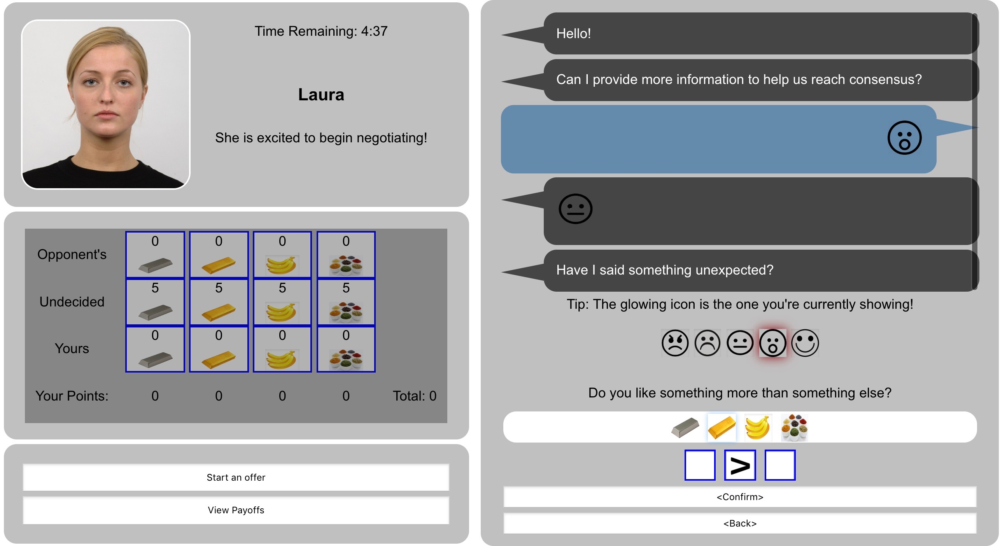 Time Remaining: 4:37
Laura
She is excited to begin negotiating!
0 0 0 0
Opponent's
5 5 5 5
Undecided
0 0 0 0
Yours
Your Points: 0 0 0 0 Total: 0
Start an offer
View Payoffs
Hello!
Can I provide more information to help us reach consensus?
Have I said something unexpected?
Tip: The glowing icon is the one you're currently showing!
Do you like something more than something else?
>
<Confirm>
<Back>